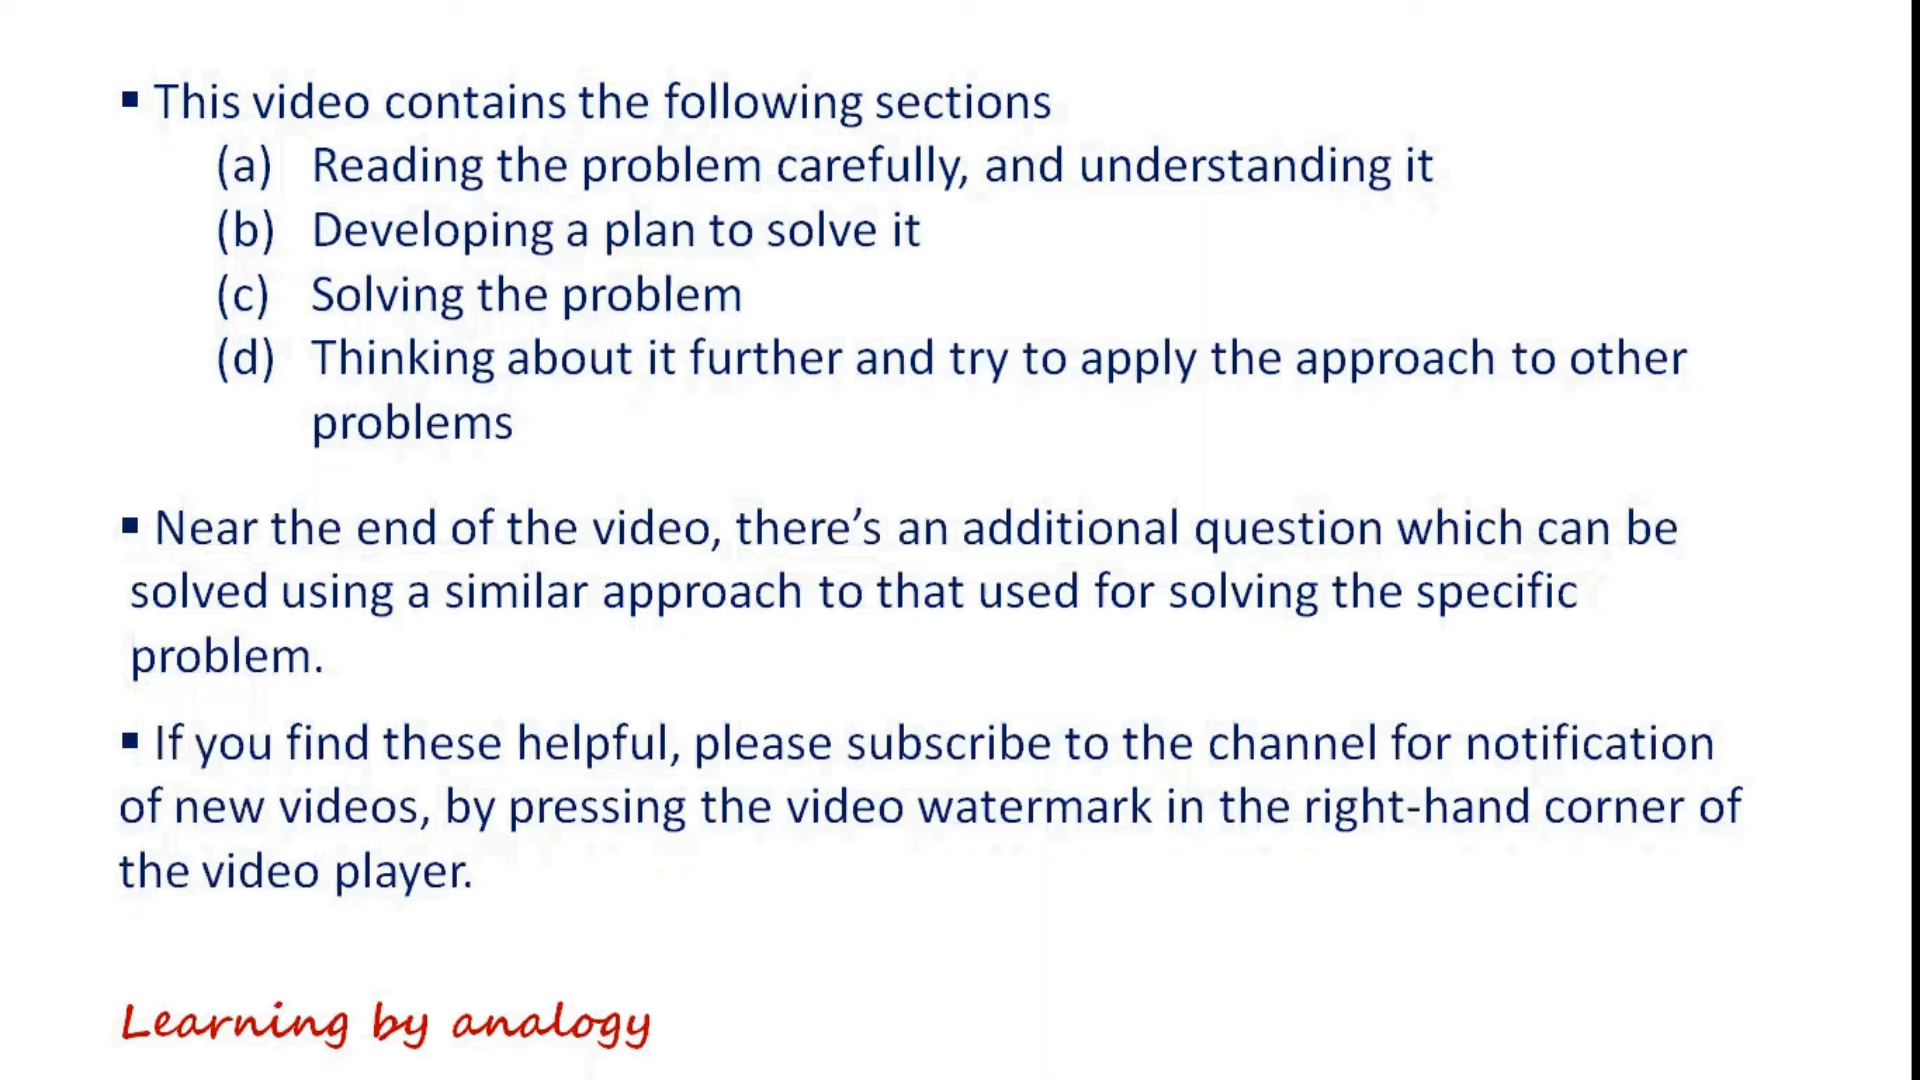 ▪ This video contains the following sections
(a) Reading the problem carefully, and understanding it
(b) Developing a plan to solve it
(c) Solving the problem
(d) Thinking about it further and try to apply the approach to other
problems
▪ Near the end of the video, there’s an additional question which can be
solved using a similar approach to that used for solving the specific
problem.
▪ If you find these helpful, please subscribe to the channel for notification
of new videos, by pressing the video watermark in the right-hand corner of
the video player.
Learning by analogy